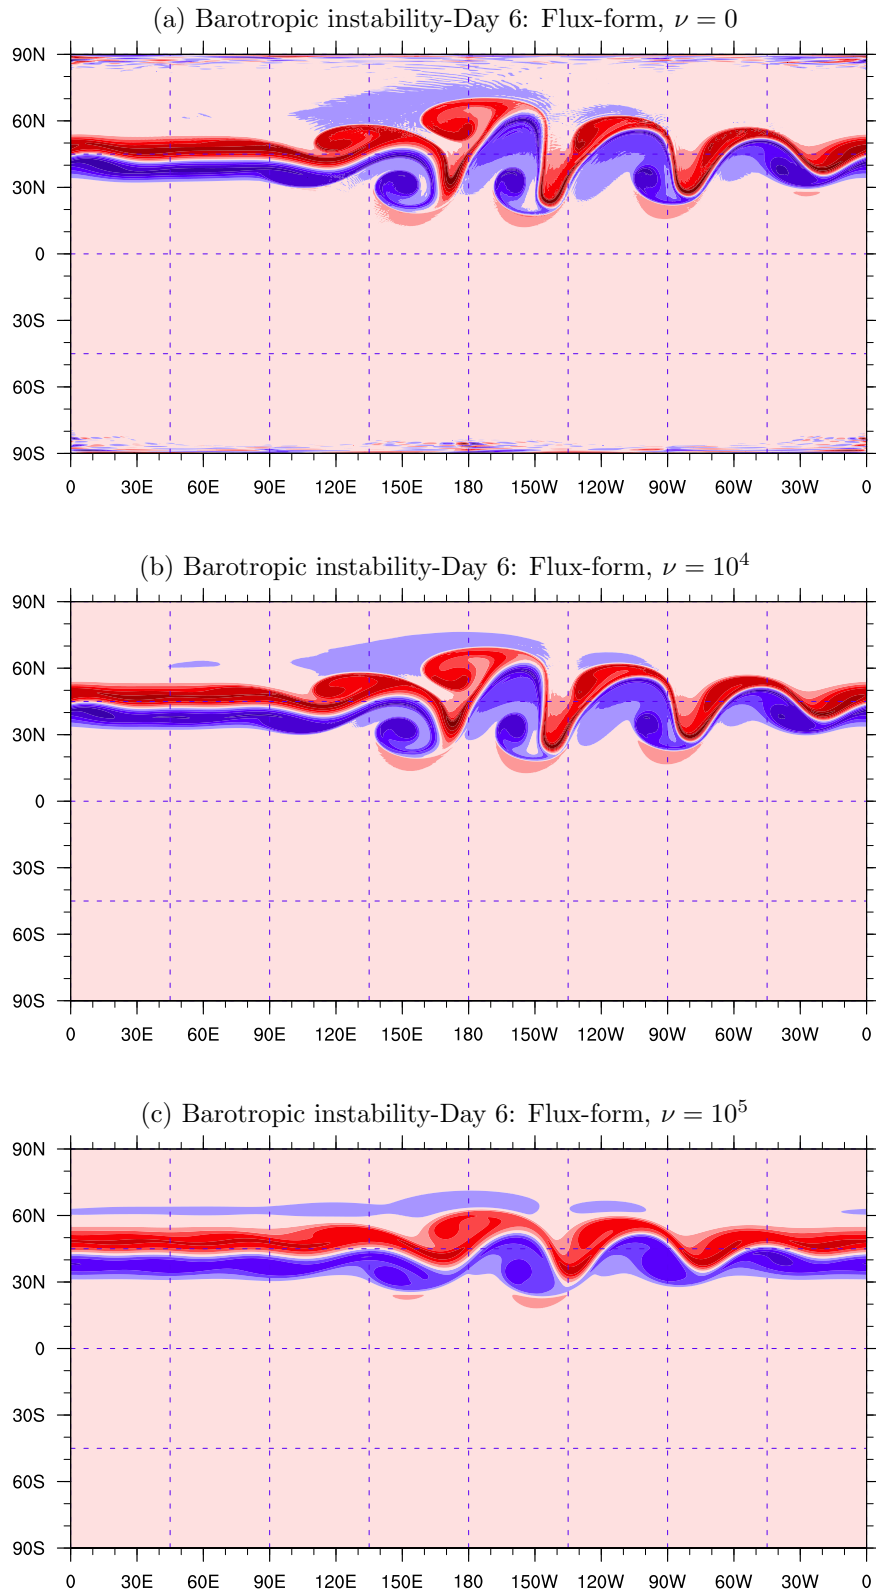 (a) Barotropic instability-Day 6: Flux-form, ν = 0
90N
60N
30N
0
30S
60S
90S
0 30E 60E 90E 120E 150E 180 150W 120W 90W 60W 30W 0
(b) Barotropic instability-Day 6: Flux-form, ν = 10⁴
90N
60N
30N
0
30S
60S
90S
0 30E 60E 90E 120E 150E 180 150W 120W 90W 60W 30W 0
(c) Barotropic instability-Day 6: Flux-form, ν = 10⁵
90N
60N
30N
0
30S
60S
90S
0 30E 60E 90E 120E 150E 180 150W 120W 90W 60W 30W 0